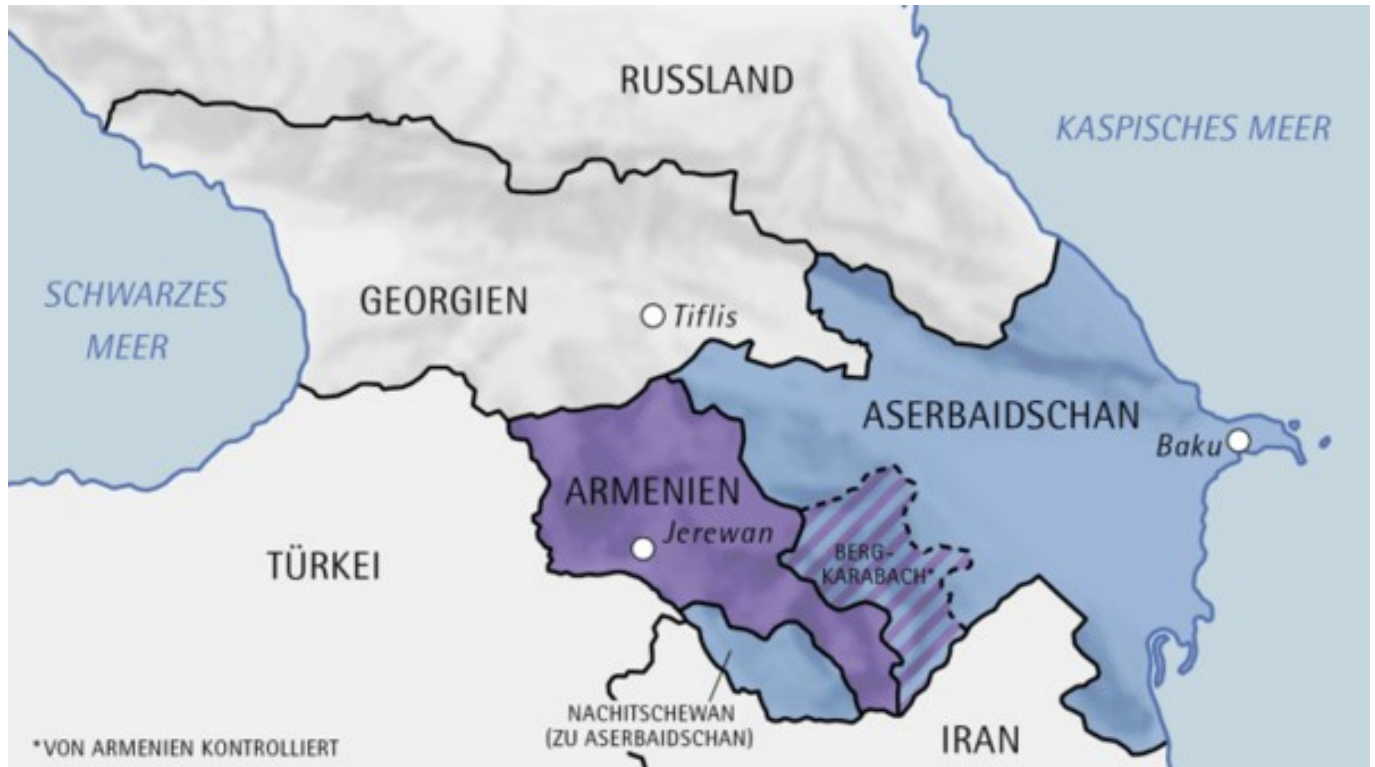 RUSSLAND
KASPISCHES MEER
SCHWARZES
MEER
GEORGIEN
Tiflis
ASERBAIDSCHAN
Baku
ARMENIEN
Jerewan
BERG-
KARABACH*
TÜRKEI
NACHITSCHEWAN
(ZU ASERBAIDSCHAN)
IRAN
*VON ARMENIEN KONTROLLIERT